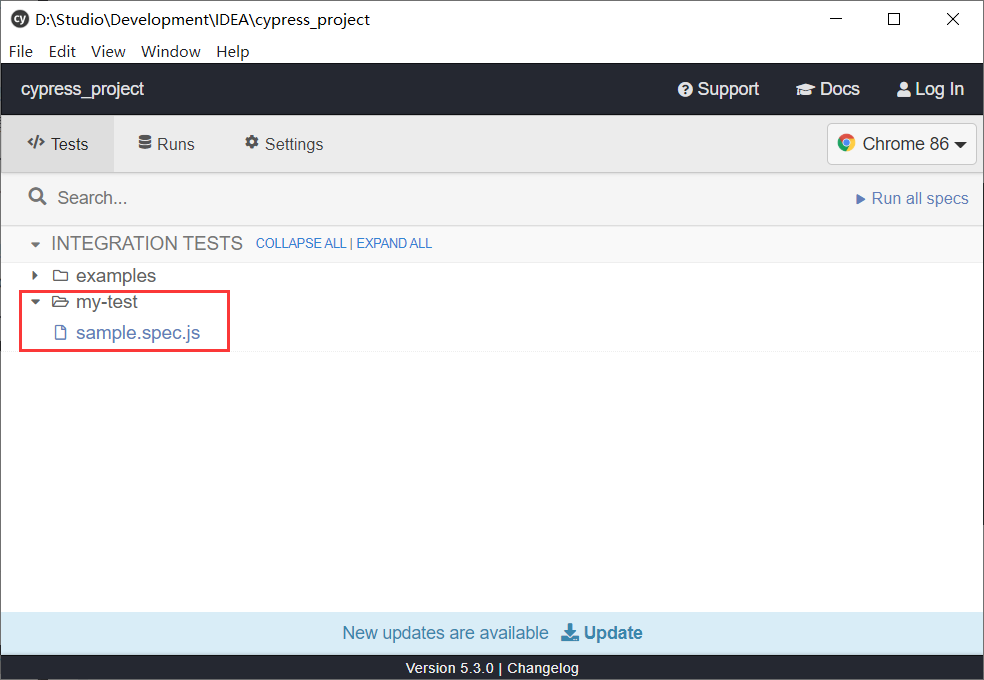 cy D:\Studio\Development\IDEA\cypress_project
File Edit View Window Help
cypress_project Support Docs Log In
Tests Runs Settings Chrome 86
Search... Run all specs
INTEGRATION TESTS COLLAPSE ALL | EXPAND ALL
examples
my-test
sample.spec.js
New updates are available Update
Version 5.3.0 | Changelog